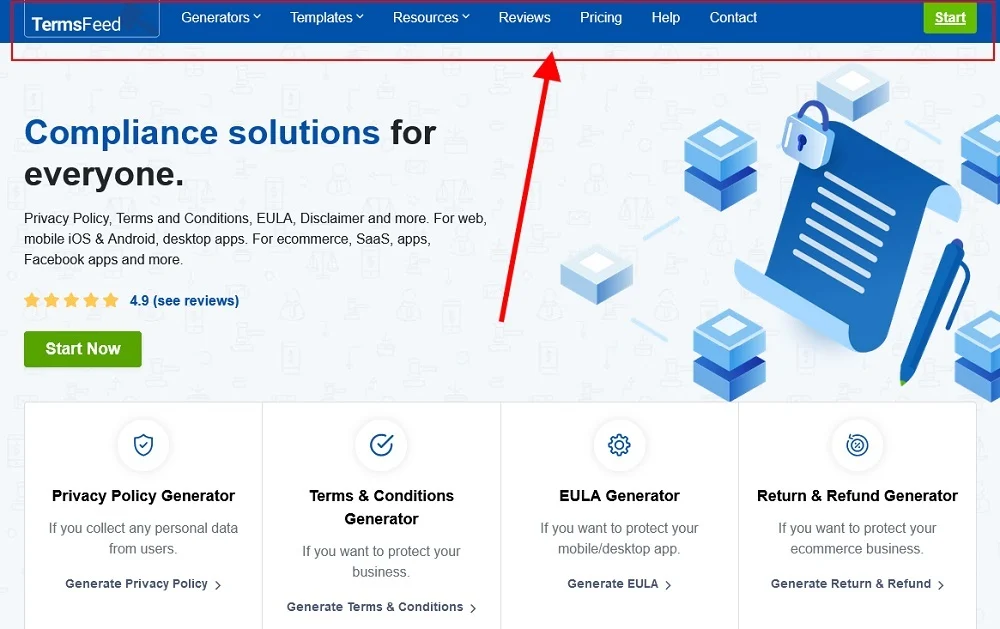 TermsFeed
Generators
Templates
Resources
Reviews
Pricing
Help
Contact
Start
Compliance solutions for
everyone.
Privacy Policy, Terms and Conditions, EULA, Disclaimer and more. For web,
mobile iOS & Android, desktop apps. For ecommerce, SaaS, apps,
Facebook apps and more.
4.9 (see reviews)
Start Now
Privacy Policy Generator
If you collect any personal data
from users.
Generate Privacy Policy
Terms & Conditions
Generator
If you want to protect your
business.
Generate Terms & Conditions
EULA Generator
If you want to protect your
mobile/desktop app.
Generate EULA
Return & Refund Generator
If you want to protect your
ecommerce business.
Generate Return & Refund